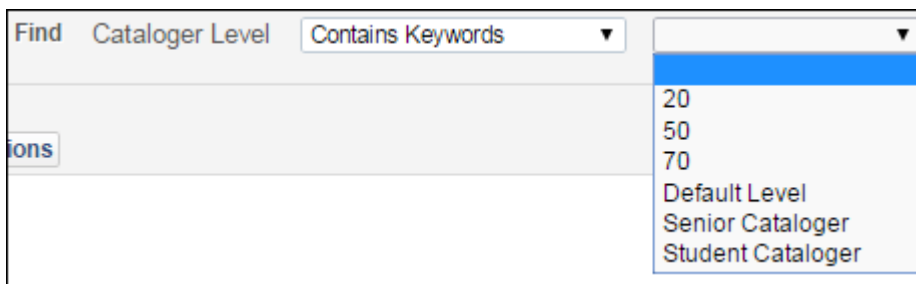 Find Cataloger Level Contains Keywords
20
50
ions
70
Default Level
Senior Cataloger
Student Cataloger